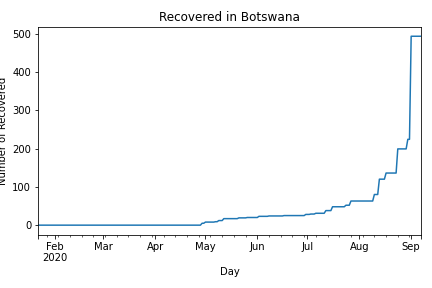 Recovered in Botswana
500
400
300
200
100
0
Number of Recovered
Feb
2020
Mar
Apr
May
Jun
Jul
Aug
Sep
Day